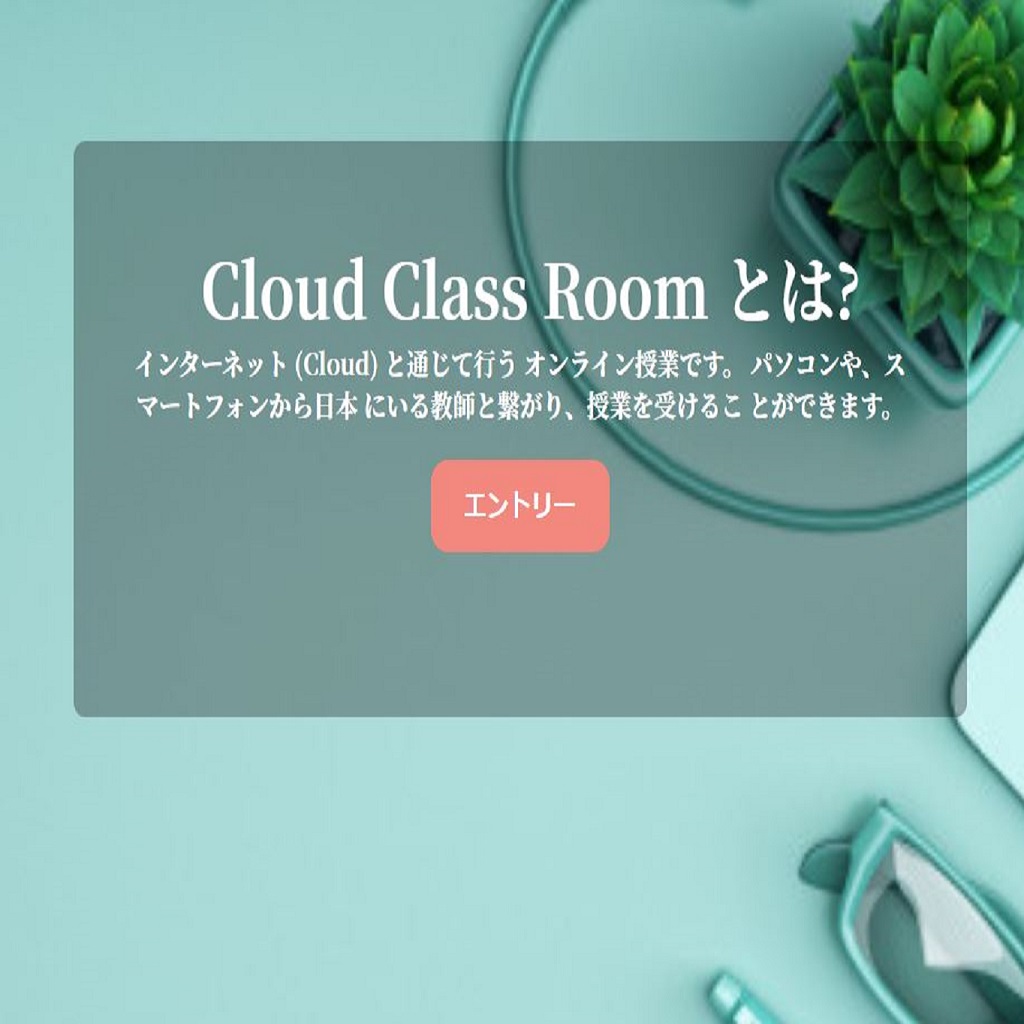 Cloud Class Room とは?
インターネット (Cloud) と通じて行う オンライン授業です。 パソコンや、ス
マートフォンから日本 にいる教師と繋がり、授業を受けるこ とができます。
エントリー